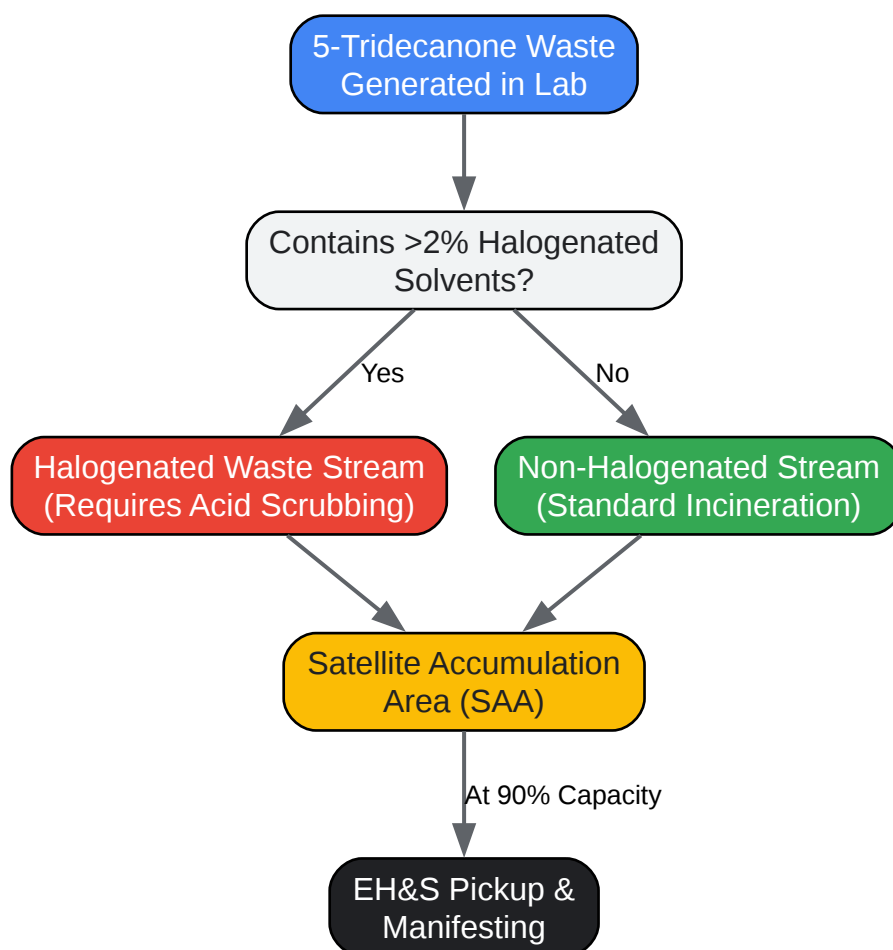 5-Tridecanone Waste
Generated in Lab
Contains >2% Halogenated
Solvents?
Yes
No
Halogenated Waste Stream
(Requires Acid Scrubbing)
Non-Halogenated Stream
(Standard Incineration)
Satellite Accumulation
Area (SAA)
At 90% Capacity
EH&S Pickup &
Manifesting